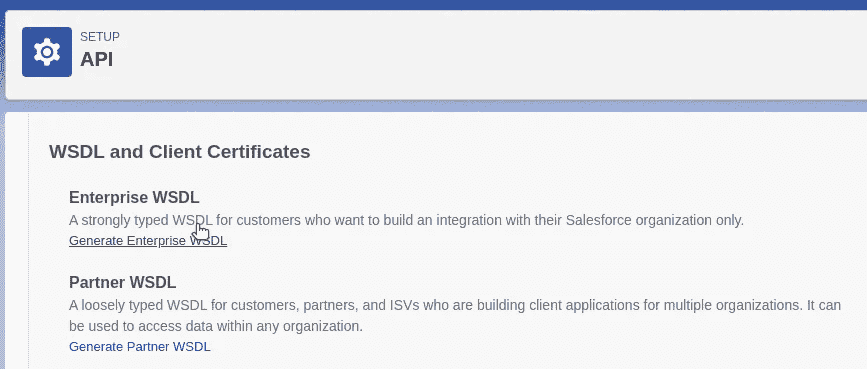 SETUP
API
WSDL and Client Certificates
Enterprise WSDL
A strongly typed WSDL for customers who want to build an integration with their Salesforce organization only.
Generate Enterprise WSDL
Partner WSDL
A loosely typed WSDL for customers, partners, and ISVs who are building client applications for multiple organizations. It can
be used to access data within any organization.
Generate Partner WSDL